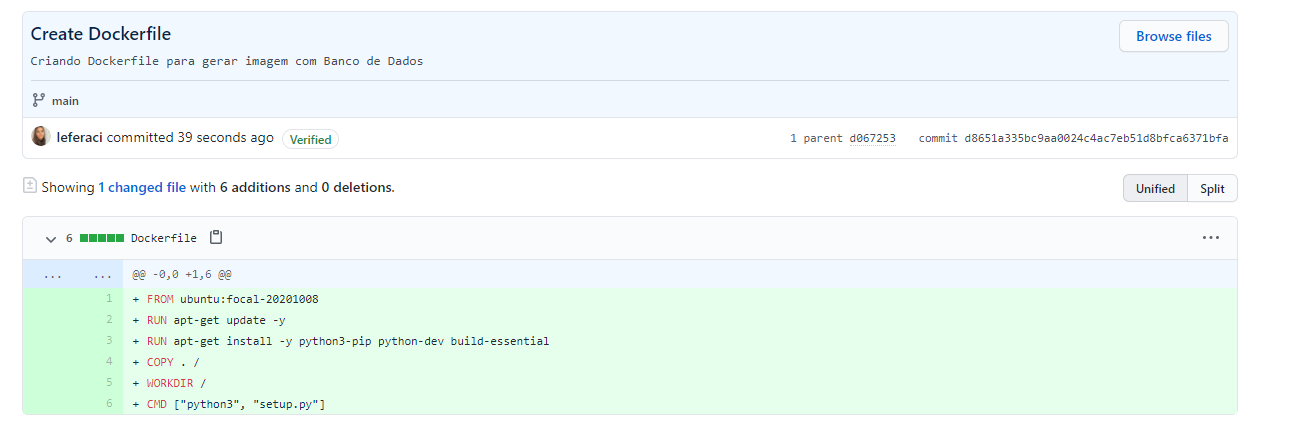 Create Dockerfile
Browse files
Criando Dockerfile para gerar imagem com Banco de Dados
main
leferaci committed 39 seconds ago Verified 1 parent d067253 commit d8651a335bc9aa0024c4ac7eb51d8bfca6371bfa
Showing 1 changed file with 6 additions and 0 deletions. Unified Split
6 Dockerfile ...
... ... @@ -0,0 +1,6 @@
1 + FROM ubuntu:focal-20201008
2 + RUN apt-get update -y
3 + RUN apt-get install -y python3-pip python-dev build-essential
4 + COPY . /
5 + WORKDIR /
6 + CMD ["python3", "setup.py"]